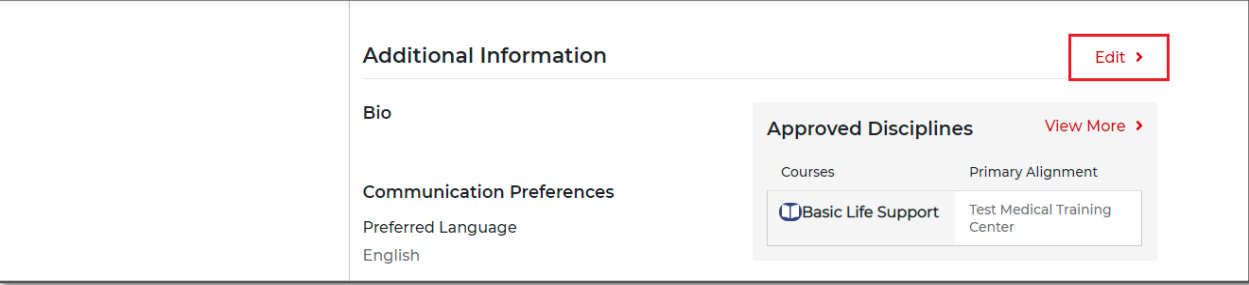 Additional Information
Edit
Bio
Communication Preferences
Preferred Language
English
Approved Disciplines
View More
Courses
Primary Alignment
Basic Life Support
Test Medical Training
Center